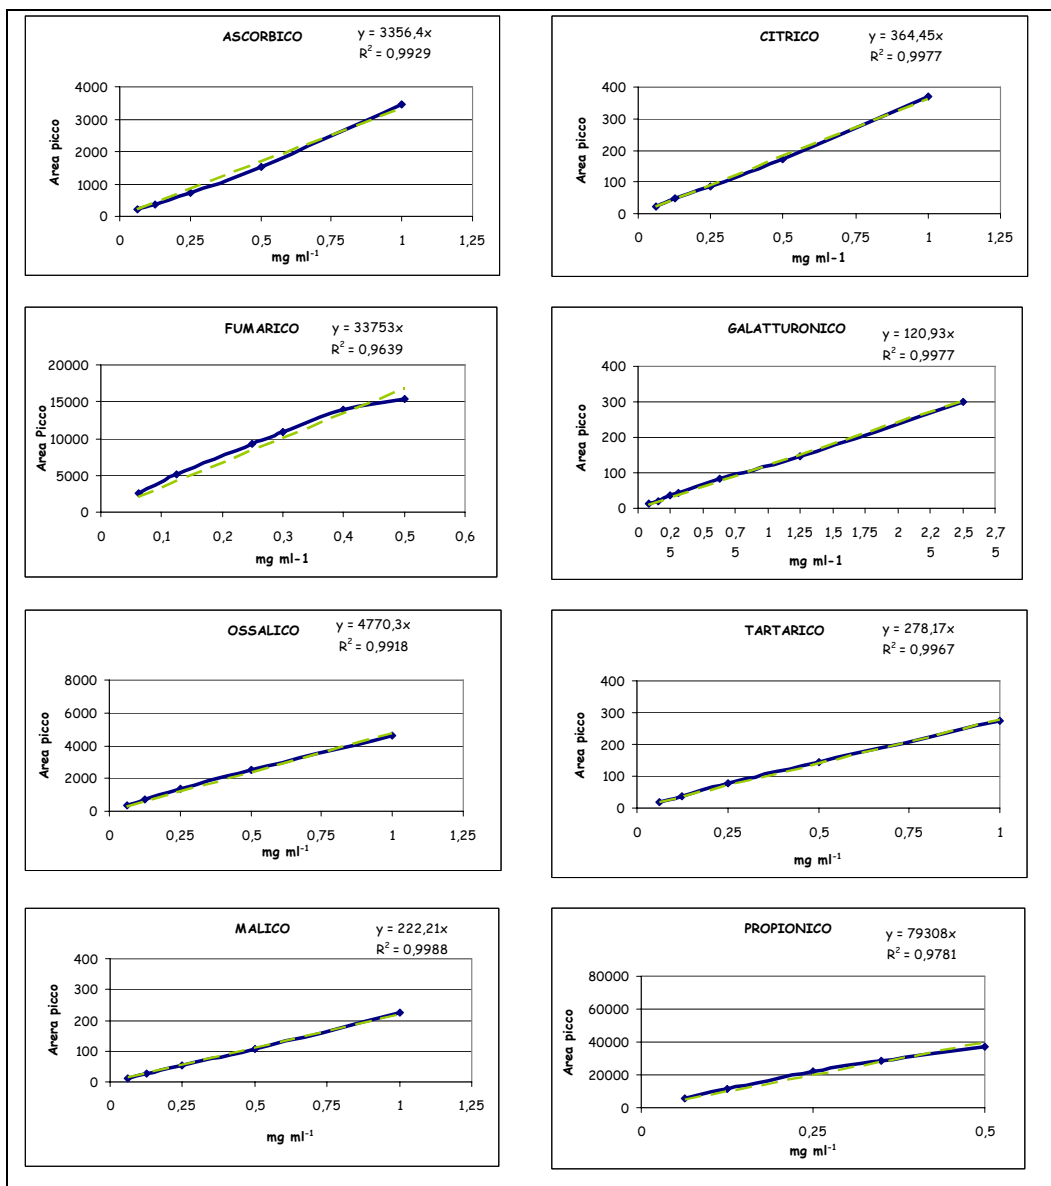 ASCORBICO
y = 3356,4x
R² = 0,9929
Area picco
4000
3000
2000
1000
0
0 0,25 0,5 0,75 1 1,25
mg ml⁻¹
CITRICO
y = 364,45x
R² = 0,9977
Area picco
400
300
200
100
0
0 0,25 0,5 0,75 1 1,25
mg ml-1
FUMARICO
y = 33753x
R² = 0,9639
Area Picco
20000
15000
10000
5000
0
0 0,1 0,2 0,3 0,4 0,5 0,6
mg ml-1
GALATTURONICO
y = 120,93x
R² = 0,9977
Area picco
400
300
200
100
0
0 0,2 0,5 0,7 1 1,25 1,5 1,75 2 2,2 2,5 2,7
5 5 5 5
mg ml-1
OSSALICO
y = 4770,3x
R² = 0,9918
Area picco
8000
6000
4000
2000
0
0 0,25 0,5 0,75 1 1,25
mg ml⁻¹
TARTARICO
y = 278,17x
R² = 0,9967
Area picco
400
300
200
100
0
0 0,25 0,5 0,75 1
mg ml⁻¹
MALICO
y = 222,21x
R² = 0,9988
Arera picco
400
300
200
100
0
0 0,25 0,5 0,75 1 1,25
mg ml⁻¹
PROPIONICO
y = 79308x
R² = 0,9781
Area picco
80000
60000
40000
20000
0
0 0,25 0,5
mg ml⁻¹